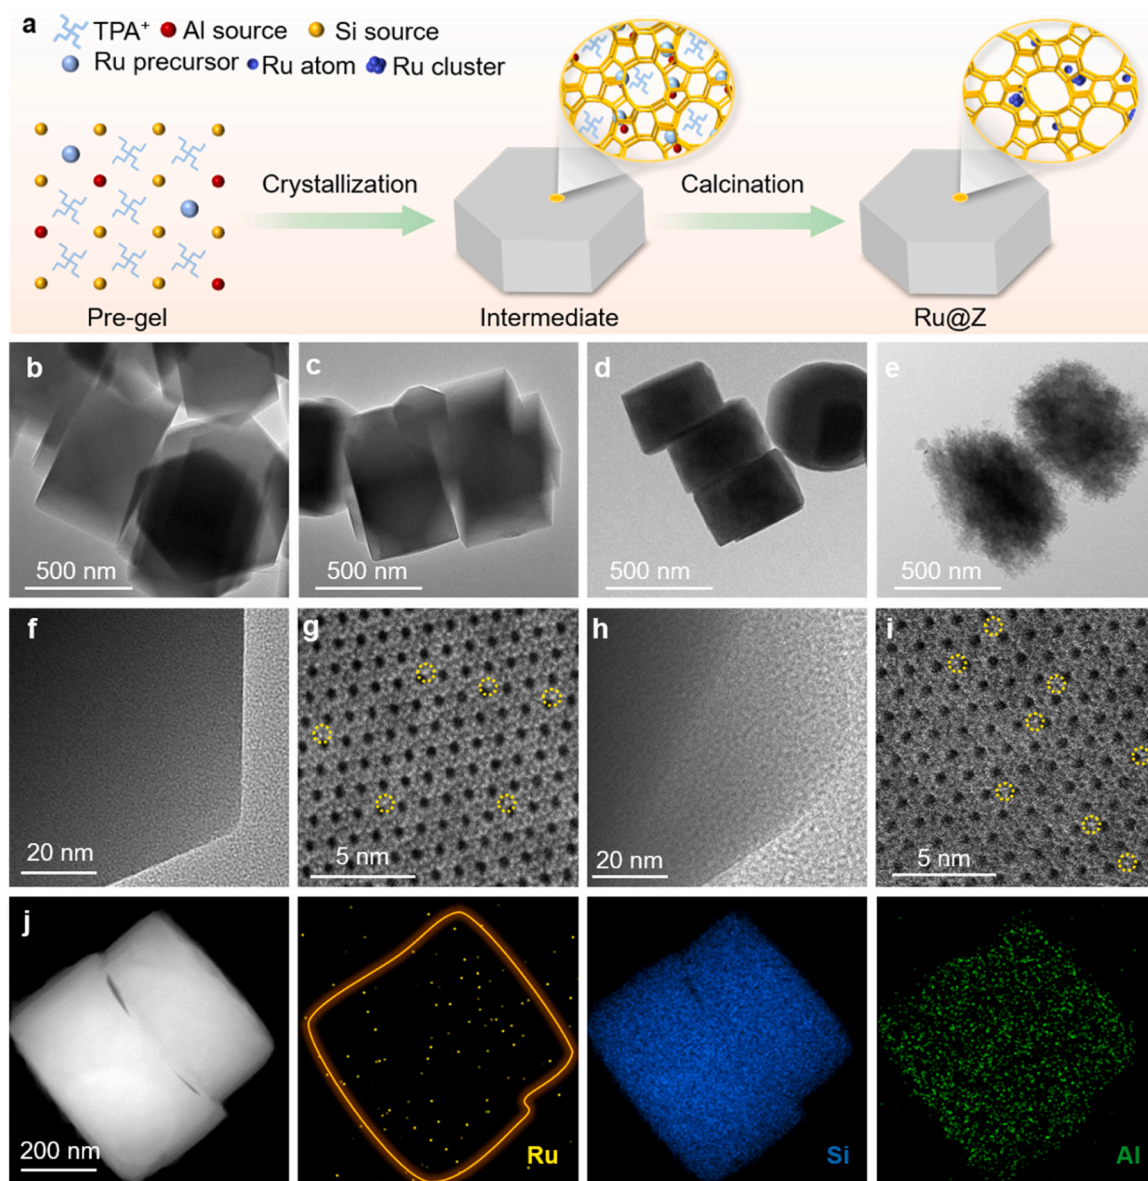 a
TPA⁺ Al source Si source
Ru precursor Ru atom Ru cluster
Crystallization Calcination
Pre-gel Intermediate Ru@Z
b c d e
500 nm 500 nm 500 nm 500 nm
f g h i
20 nm 5 nm 20 nm 5 nm
j
200 nm Ru Si Al